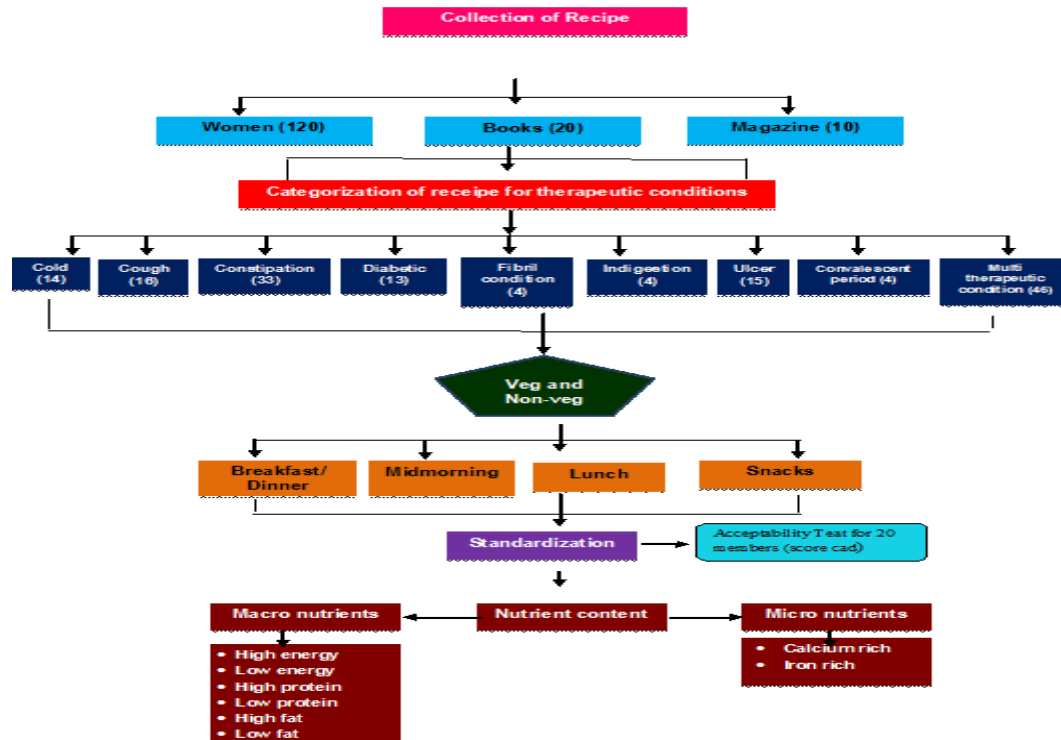 Collection of Recipe
Women (120)
Books (20)
Magazine (10)
Categorization of receipe for therapeutic conditions
Cold
(14)
Cough
(16)
Constipation
(33)
Diabetic
(13)
Fibril
condition
(4)
Indigestion
(4)
Ulcer
(15)
Convalescent
period (4)
Multi
therapeutic
condition (46)
Veg and
Non-veg
Breakfast/
Dinner
Midmorning
Lunch
Snacks
Standardization
Acceptability Teat for 20
members (score cad)
Macro nutrients
Nutrient content
Micro nutrients
• High energy
• Low energy
• High protein
• Low protein
• High fat
• Low fat
• Calcium rich
• Iron rich